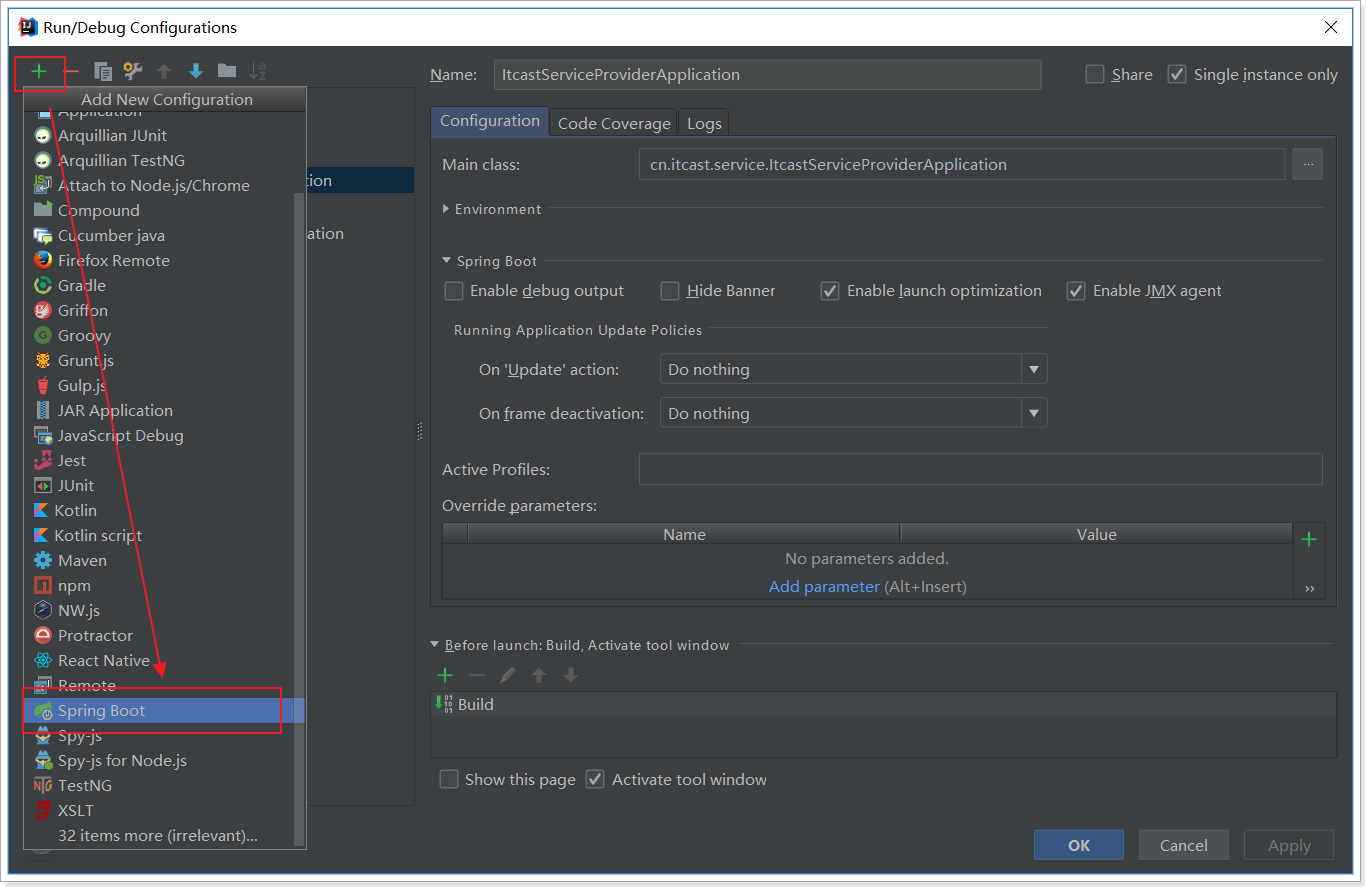 Run/Debug Configurations
Add New Configuration
Application
Arquillian JUnit
Arquillian TestNG
Attach to Node.js/Chrome
Compound
Cucumber java
Firefox Remote
Gradle
Griffon
Groovy
Grunt.js
Gulp.js
JAR Application
JavaScript Debug
Jest
JUnit
Kotlin
Kotlin script
Maven
npm
NW.js
Protractor
React Native
Remote
Spring Boot
Spy-js
Spy-js for Node.js
TestNG
XSLT
32 items more (irrelevant)...
tion
ation
Name: ItcastServiceProviderApplication Share Single instance only
Configuration Code Coverage Logs
Main class: cn.itcast.service.ItcastServiceProviderApplication ...
Environment
Spring Boot
Enable debug output Hide Banner Enable launch optimization Enable JMX agent
Running Application Update Policies
On 'Update' action: Do nothing
On frame deactivation: Do nothing
Active Profiles:
Override parameters:
Name Value
No parameters added.
Add parameter (Alt+Insert)
Before launch: Build, Activate tool window
Build
Show this page Activate tool window
OK Cancel Apply